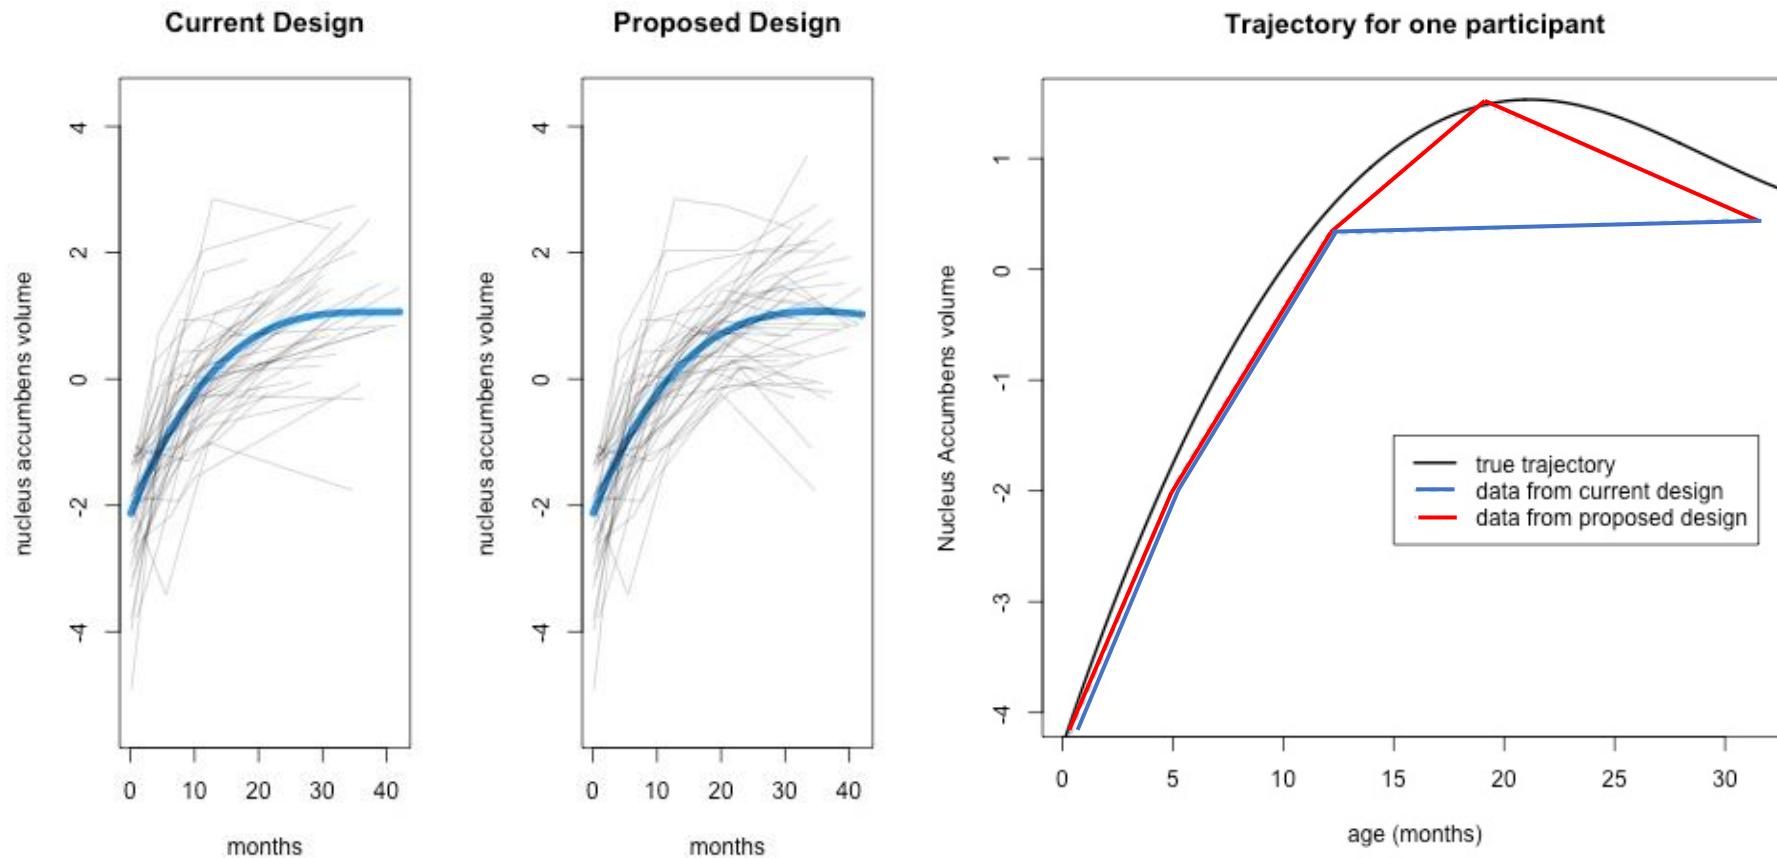 Current Design
nucleus accumbens volume
4
2
0
-2
-4
0 10 20 30 40
months
Proposed Design
nucleus accumbens volume
4
2
0
-2
-4
0 10 20 30 40
months
Trajectory for one participant
Nucleus Accumbens volume
1
0
-1
-2
-3
-4
true trajectory
data from current design
data from proposed design
0 5 10 15 20 25 30
age (months)